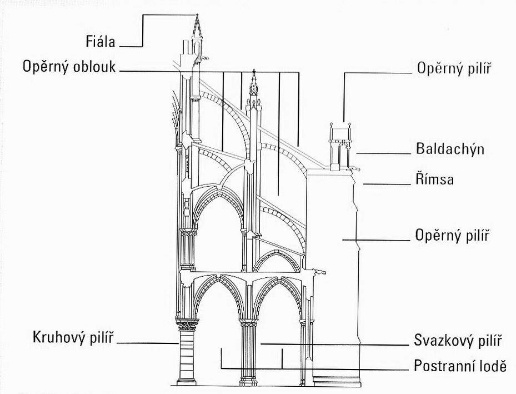 Fiála
Opěrný oblouk
Opěrný pilíř
Baldachýn
Římsa
Opěrný pilíř
Kruhový pilíř
Svazkový pilíř
Postranní lodě